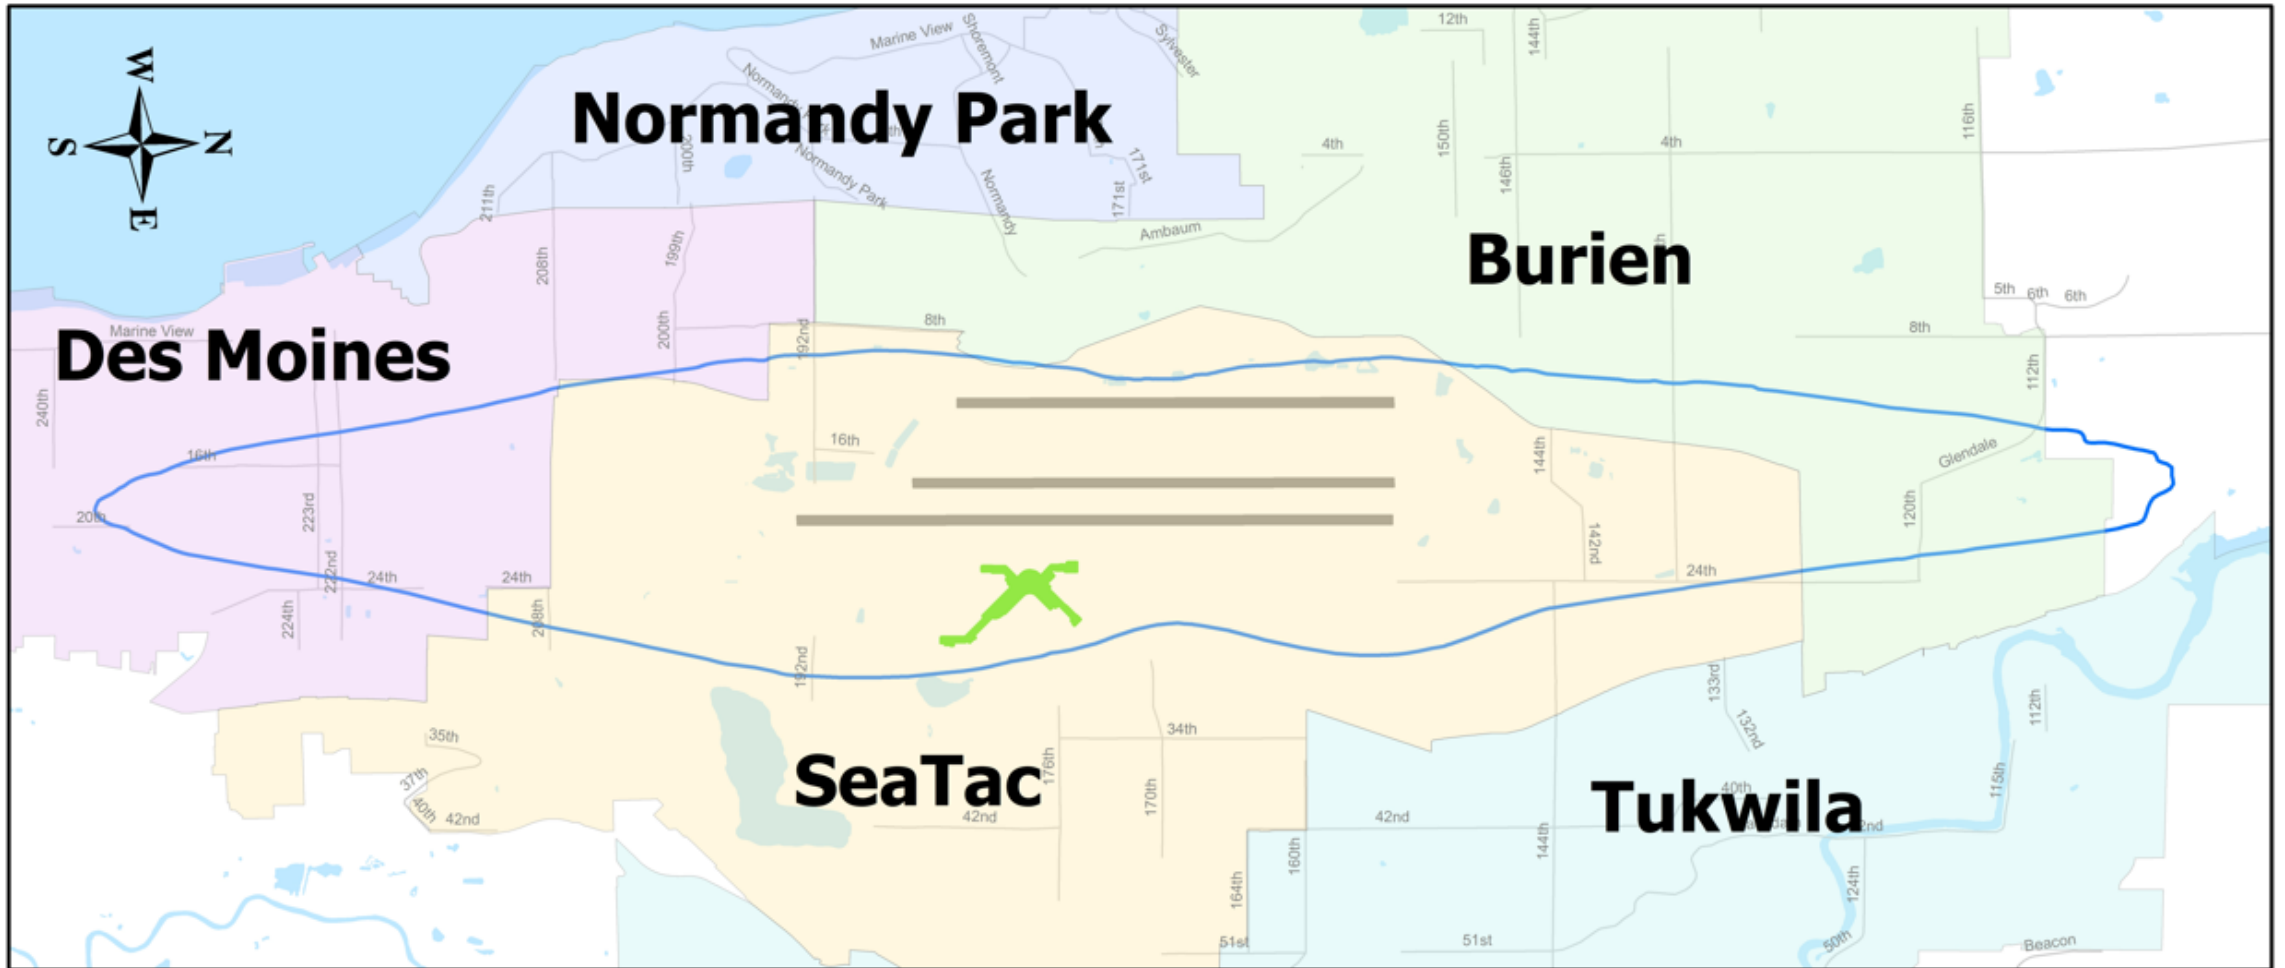 12th
144th
Sylvester
Shoremont
Marine View
W
Normandy Park
Normandy Park
116th
S
N
200th
4th
150th
4th
146th
171st
Normandy Park
211th
171st
Normandy
E
Ambaum
199th
Burien
208th
5th
6th
6th
Marine View
200th
192nd
8th
8th
Des Moines
112th
240th
16th
16th
144th
Glendale
20th
223rd
120th
142nd
222nd
24th
24th
24th
224th
208th
192nd
133rd
112th
35th
34th
132nd
176th
37th
SeaTac
170th
115th
40th
40th
Tukwila
42nd
42nd
42nd
144th
160th
124th
164th
51st
51st
50th
Beacon